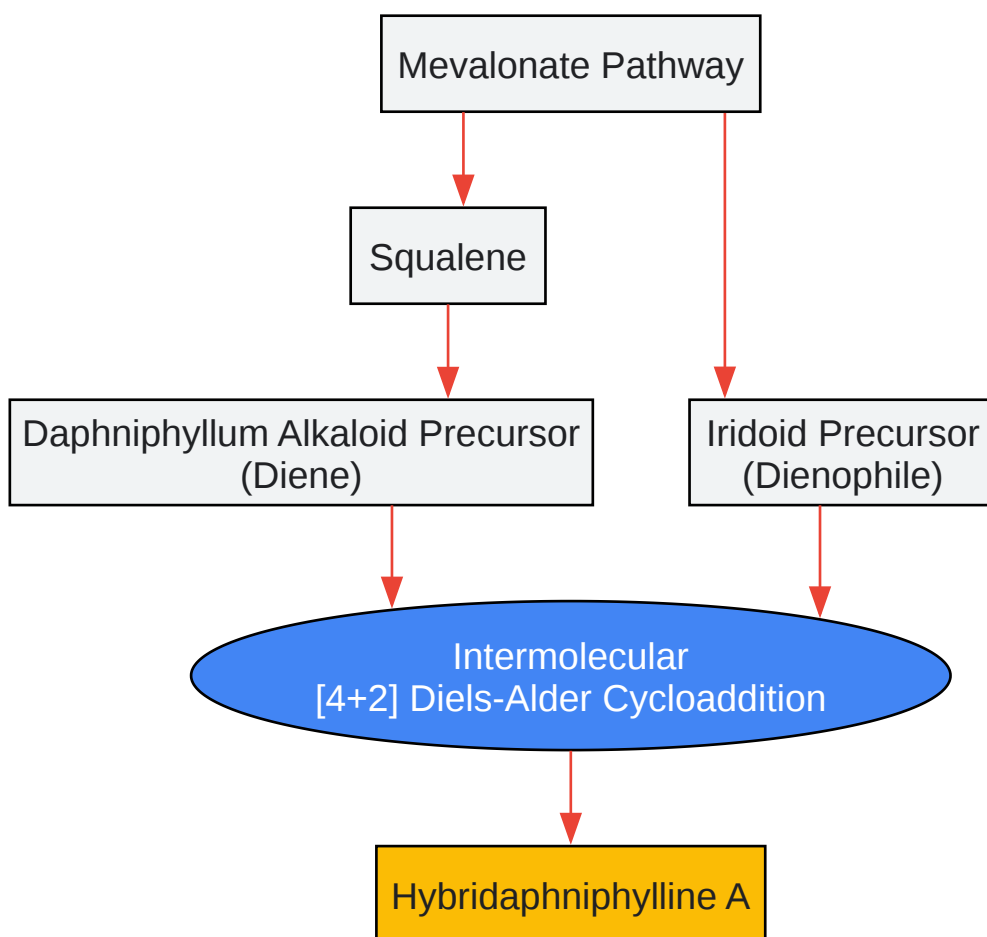 Mevalonate Pathway
Squalene
Daphniphyllum Alkaloid Precursor
(Diene)
Iridoid Precursor
(Dienophile)
Intermolecular
[4+2] Diels-Alder Cycloaddition
Hybridaphniphylline A